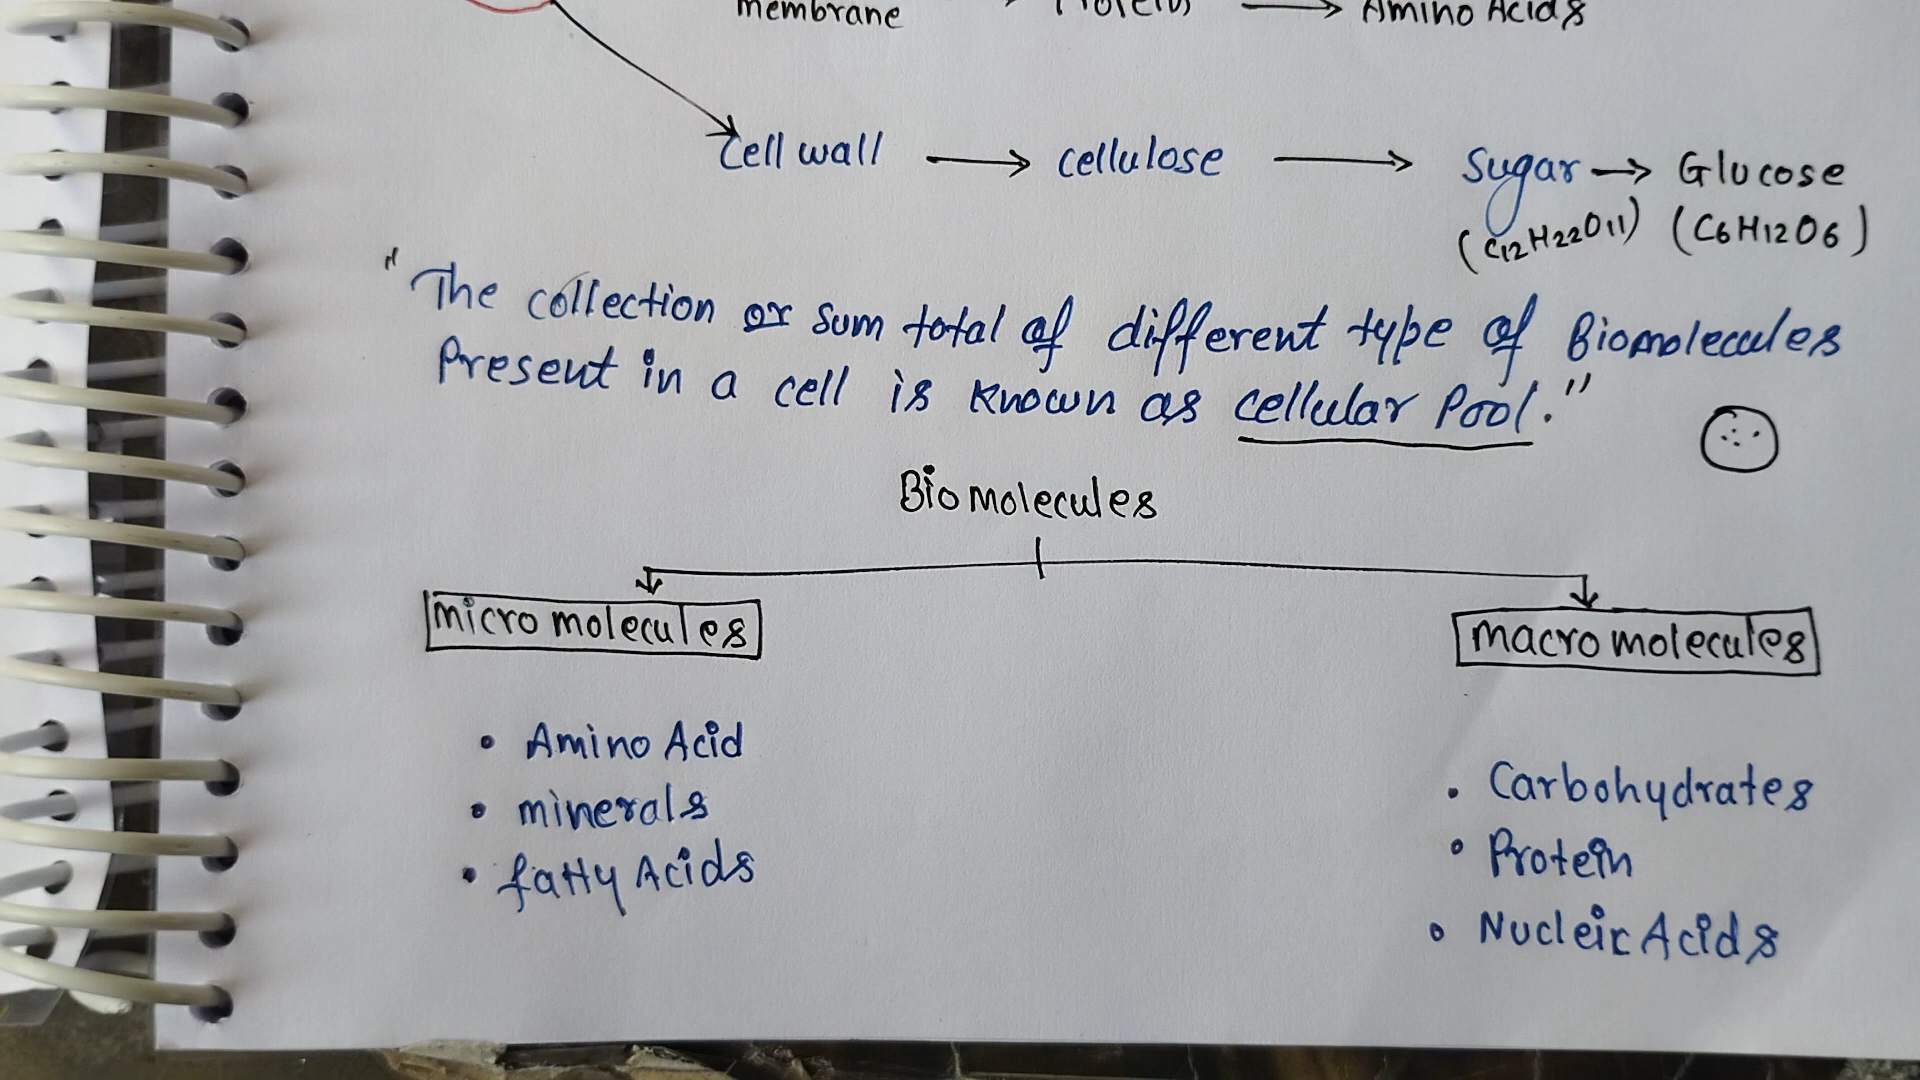 membrane → Proteins → Amino Acids
Cell wall → cellulose → Sugar → Glucose
(C12H22O11) (C6H12O6)
"The collection or sum total of different type of Biomolecules
Present in a cell is known as cellular Pool."
Biomolecules
micro molecules
macro molecules
• Amino Acid
• minerals
• fatty Acids
• Carbohydrates
• Protein
• Nucleic Acids